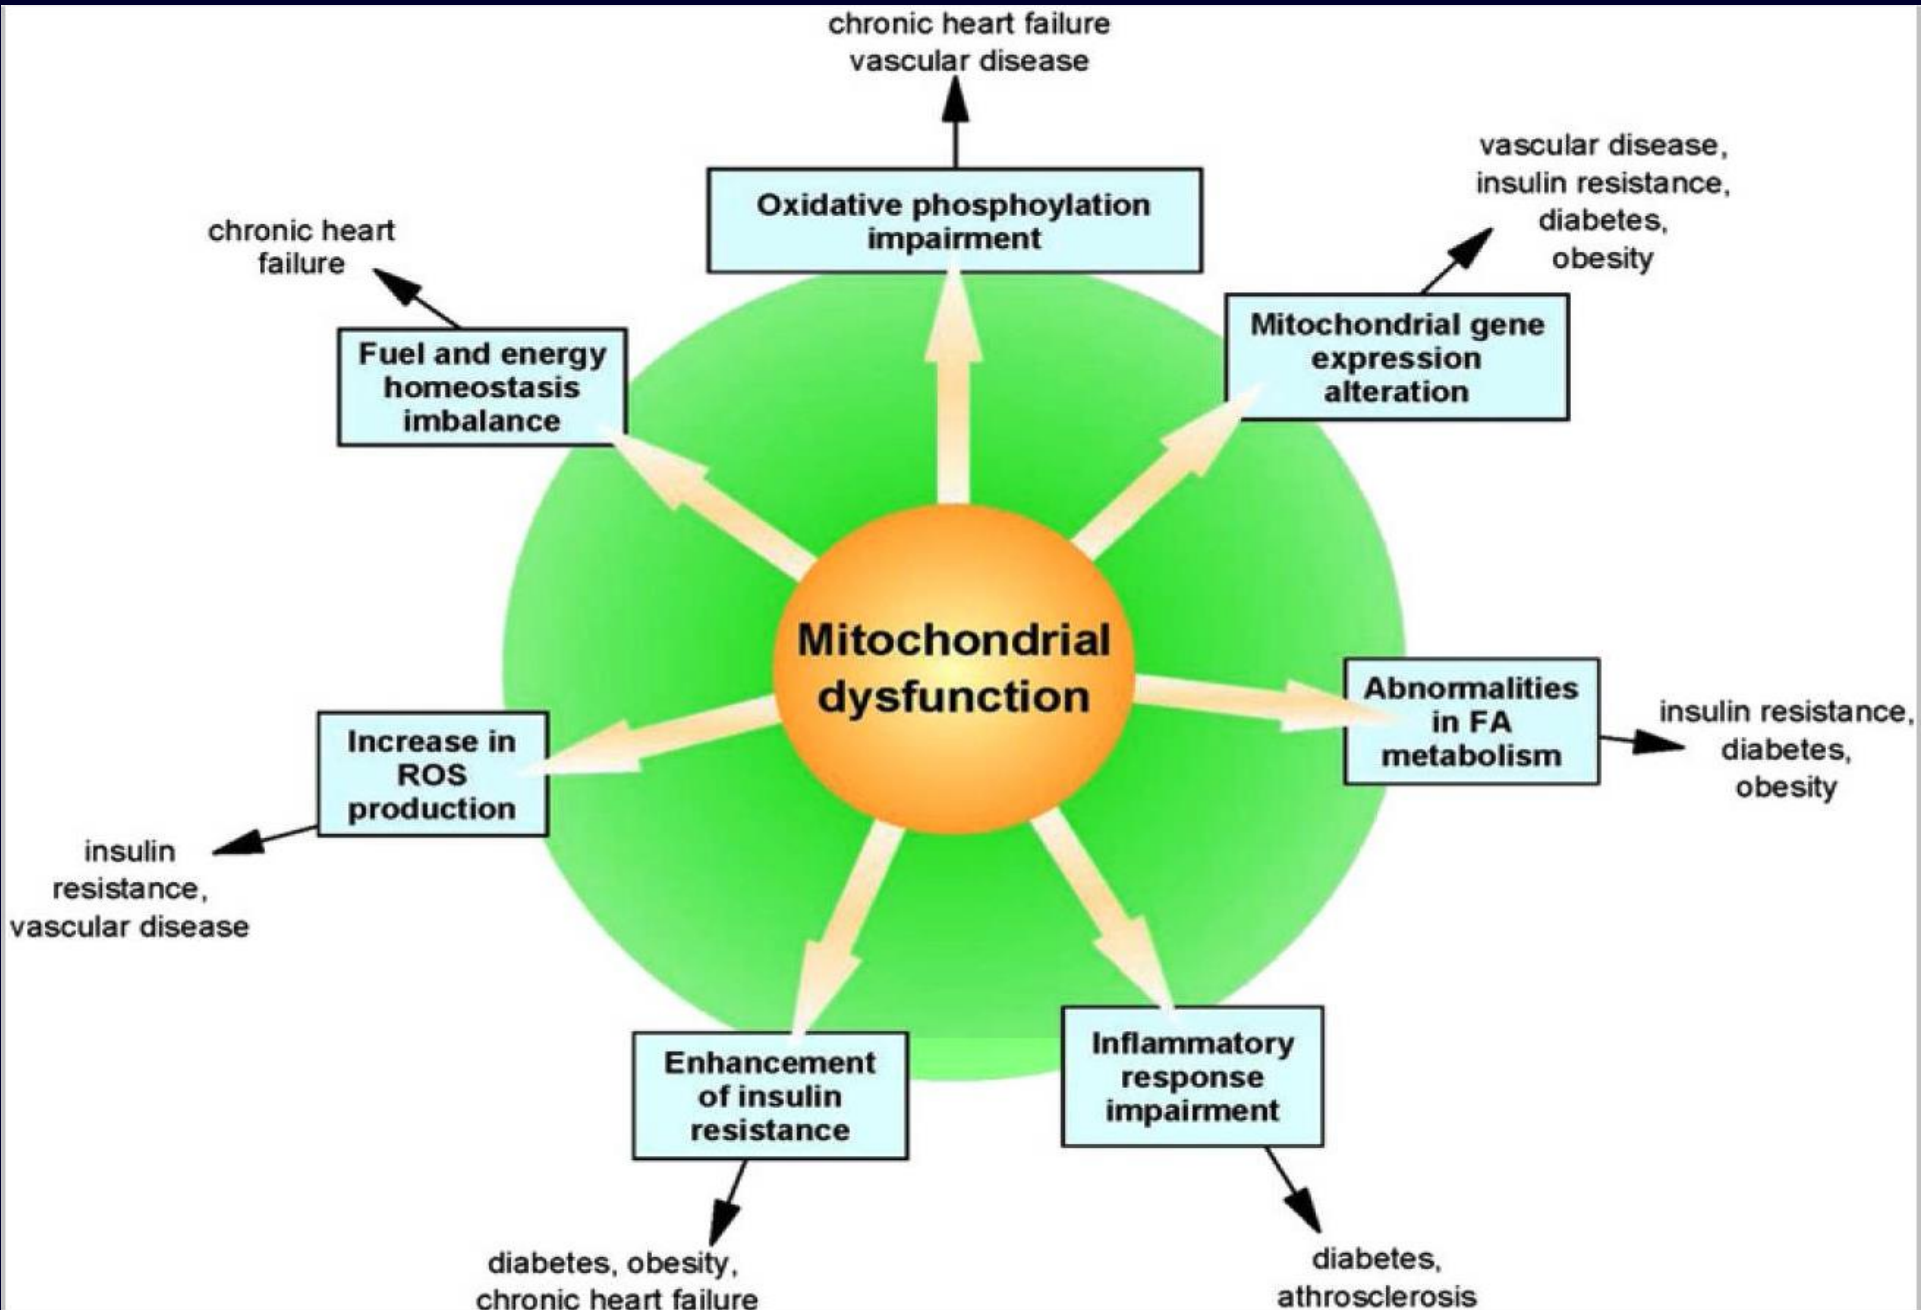 chronic heart failure
vascular disease
Oxidative phosphoylation
impairment
vascular disease,
insulin resistance,
diabetes,
obesity
Mitochondrial gene
expression
alteration
chronic heart
failure
Fuel and energy
homeostasis
imbalance
Mitochondrial
dysfunction
Abnormalities
in FA
metabolism
insulin resistance,
diabetes,
obesity
Increase in
ROS
production
insulin
resistance,
vascular disease
Enhancement
of insulin
resistance
diabetes, obesity,
chronic heart failure
Inflammatory
response
impairment
diabetes,
athrosclerosis